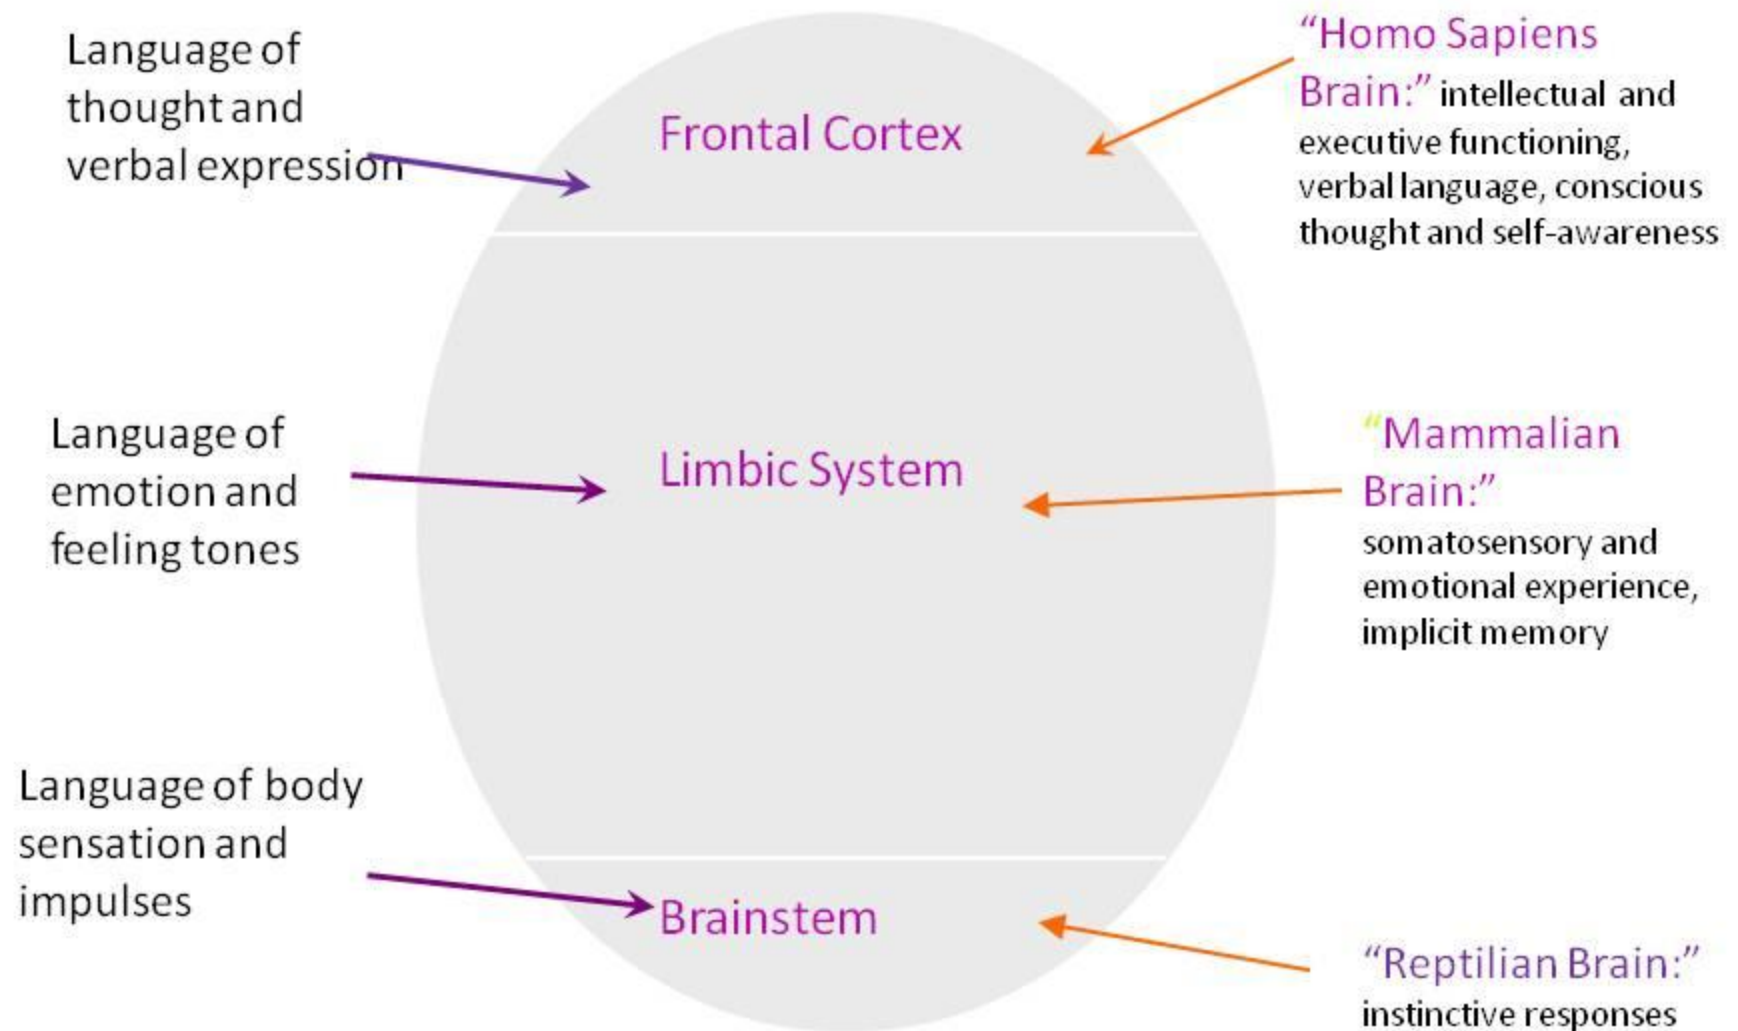 Language of
thought and
verbal expression
Frontal Cortex
“Homo Sapiens
Brain:” intellectual and
executive functioning,
verbal language, conscious
thought and self-awareness
Language of
emotion and
feeling tones
Limbic System
“Mammalian
Brain:”
somatosensory and
emotional experience,
implicit memory
Language of body
sensation and
impulses
Brainstem
“Reptilian Brain:”
instinctive responses